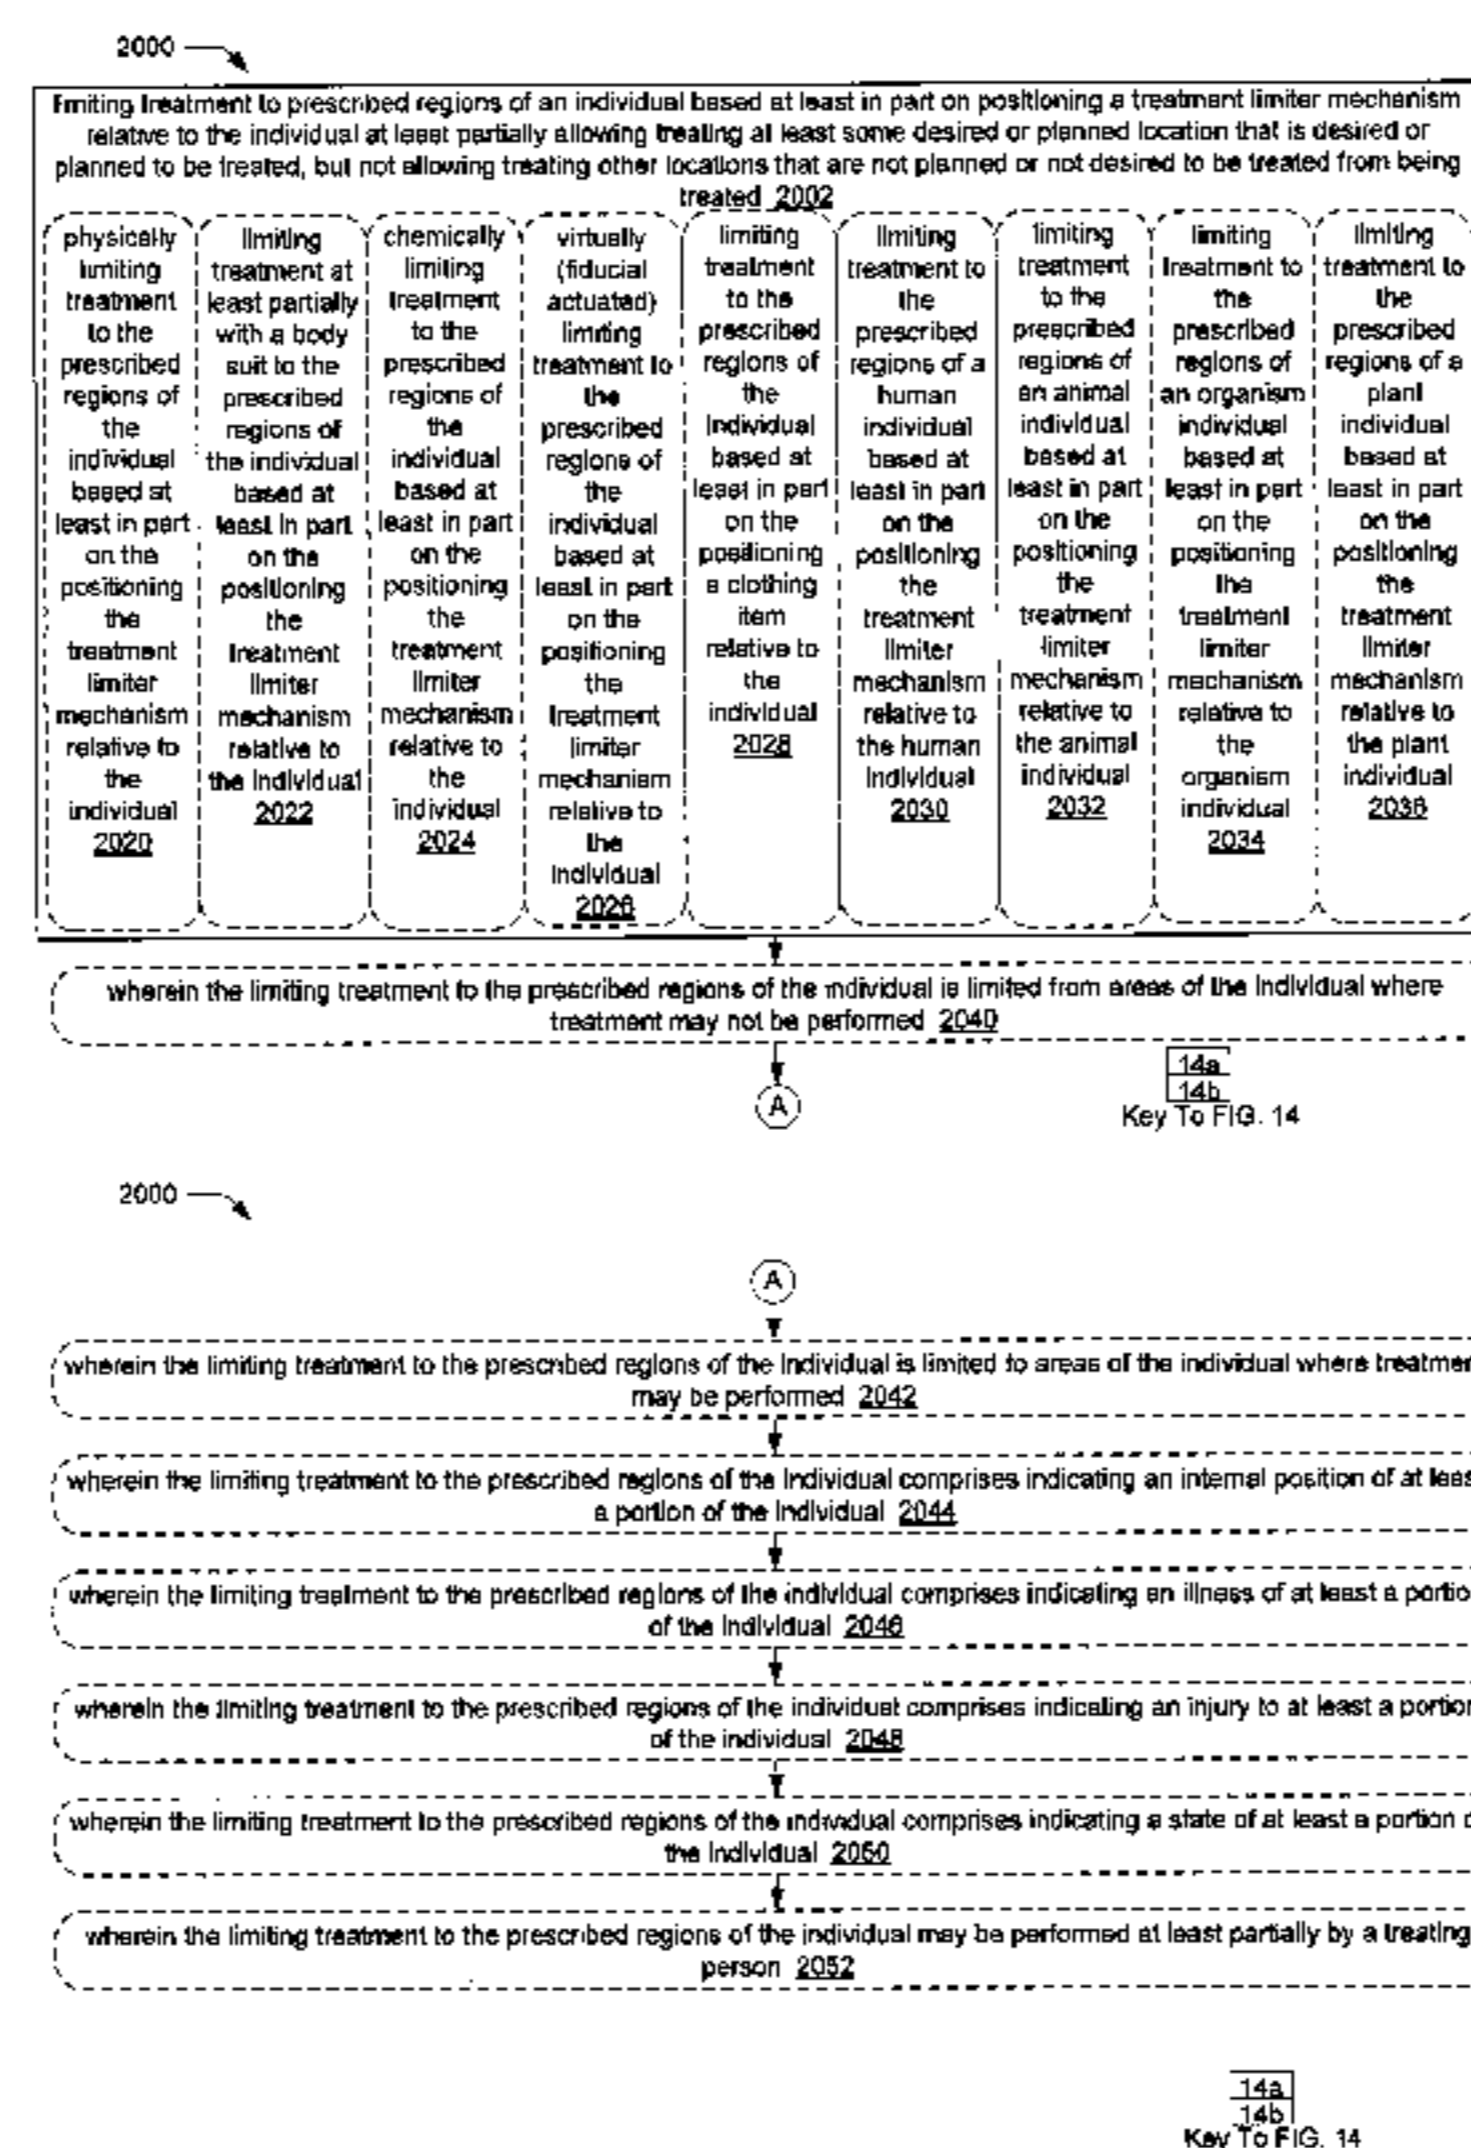 2000
limiting treatment to prescribed regions of an individual based at least in part on positioning a treatment limiter mechanism
relative to the individual at least partially allowing treating at least some desired or planned location that is desired or
planned to be treated, but not allowing treating other locations that are not planned or not desired to be treated from being
treated 2002
physically
limiting
treatment
to the
prescribed
regions of
the
individual
based at
least in part
on the
positioning
the
treatment
limiter
mechanism
relative to
the
individual
2020
limiting
treatment at
least partially
with a body
suit to the
prescribed
regions of
the individual
based at
least in part
on the
positioning
the
treatment
limiter
mechanism
relative to
the individual
2022
chemically
limiting
treatment
to the
prescribed
regions of
the
individual
based at
least in part
on the
positioning
the
treatment
limiter
mechanism
relative to
the
individual
2024
virtually
(fiducial
actuated)
limiting
treatment to
the
prescribed
regions of
the
individual
based at
least in part
on the
positioning
the
treatment
limiter
mechanism
relative to
the
individual
2026
limiting
treatment
to the
prescribed
regions of
the
individual
based at
least in part
on the
positioning
a clothing
item
relative to
the
individual
2028
limiting
treatment to
the
prescribed
regions of a
human
individual
based at
least in part
on the
positioning
the
treatment
limiter
mechanism
relative to
the human
individual
2030
limiting
treatment
to the
prescribed
regions of
an animal
individual
based at
least in part
on the
positioning
the
treatment
limiter
mechanism
relative to
the animal
individual
2032
limiting
treatment to
the
prescribed
regions of
an organism
individual
based at
least in part
on the
positioning
the
treatment
limiter
mechanism
relative to
the
organism
individual
2034
limiting
treatment to
the
prescribed
regions of a
plant
individual
based at
least in part
on the
positioning
the
treatment
limiter
mechanism
relative to
the plant
individual
2036
wherein the limiting treatment to the prescribed regions of the individual is limited from areas of the individual where
treatment may not be performed 2040
A
14a
14b
Key To FIG. 14
2000
A
wherein the limiting treatment to the prescribed regions of the individual is limited to areas of the individual where treatmen
may be performed 2042
wherein the limiting treatment to the prescribed regions of the individual comprises indicating an internal position of at leas
a portion of the individual 2044
wherein the limiting treatment to the prescribed regions of the individual comprises indicating an illness of at least a portio
of the individual 2046
wherein the limiting treatment to the prescribed regions of the individual comprises indicating an injury to at least a portion
of the individual 2048
wherein the limiting treatment to the prescribed regions of the individual comprises indicating a state of at least a portion o
the individual 2050
wherein the limiting treatment to the prescribed regions of the individual may be performed at least partially by a treating
person 2052
14a
14b
Key To FIG. 14